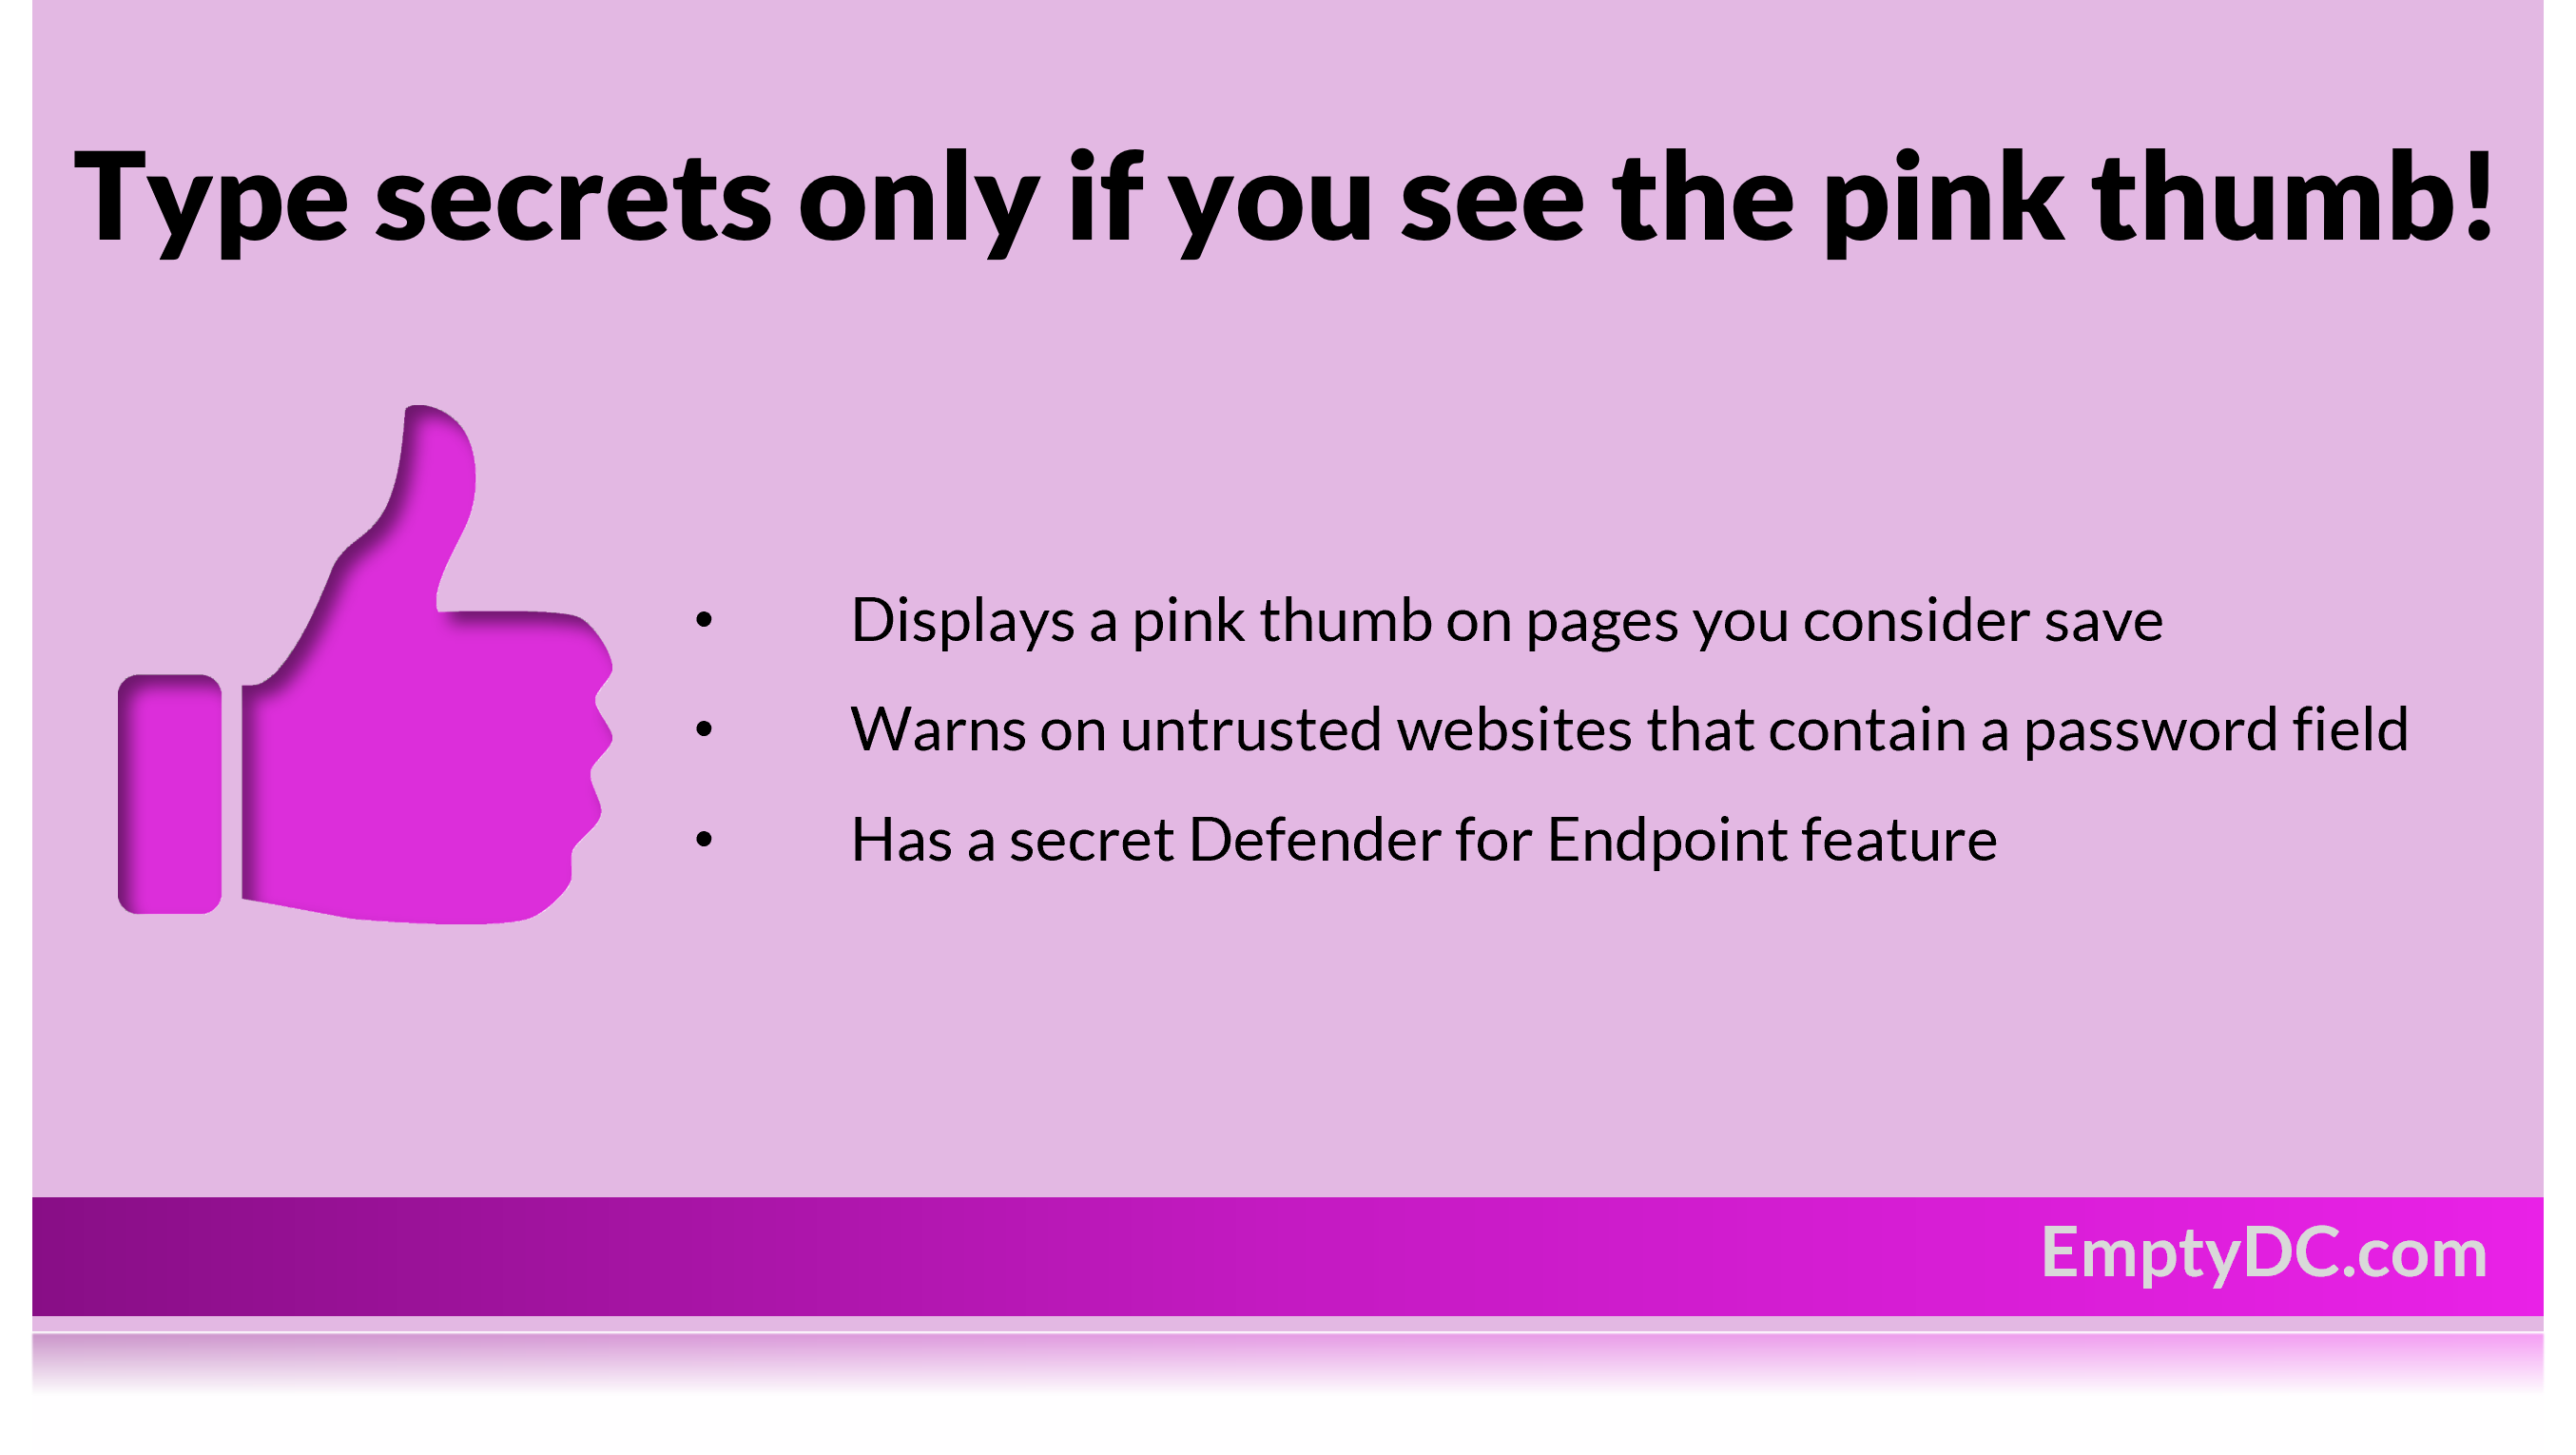 Type secrets only if you see the pink thumb!
• Displays a pink thumb on pages you consider save
• Warns on untrusted websites that contain a password field
• Has a secret Defender for Endpoint feature
EmptyDC.com